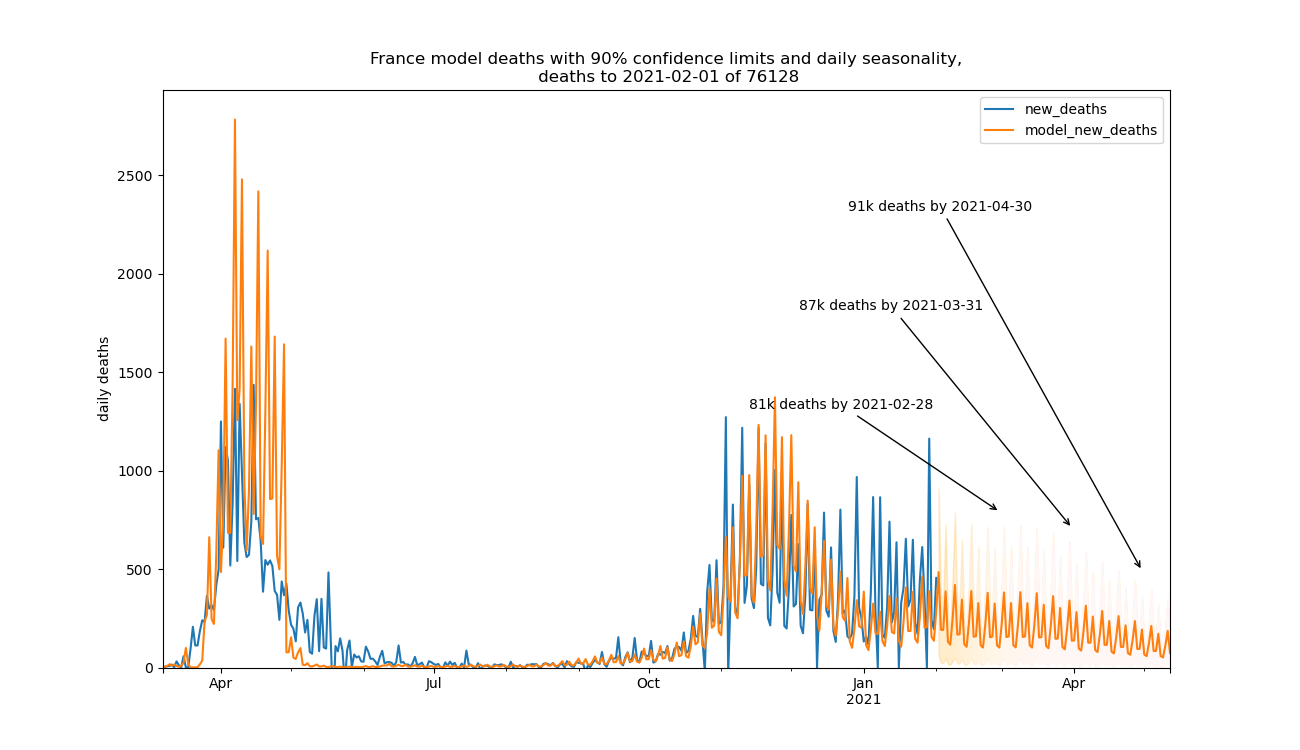 France model deaths with 90% confidence limits and daily seasonality,
deaths to 2021-02-01 of 76128
new_deaths
model_new_deaths
2500
2000
1500
1000
500
0
daily deaths
91k deaths by 2021-04-30
87k deaths by 2021-03-31
81k deaths by 2021-02-28
Apr
Jul
Oct
Jan
2021
Apr